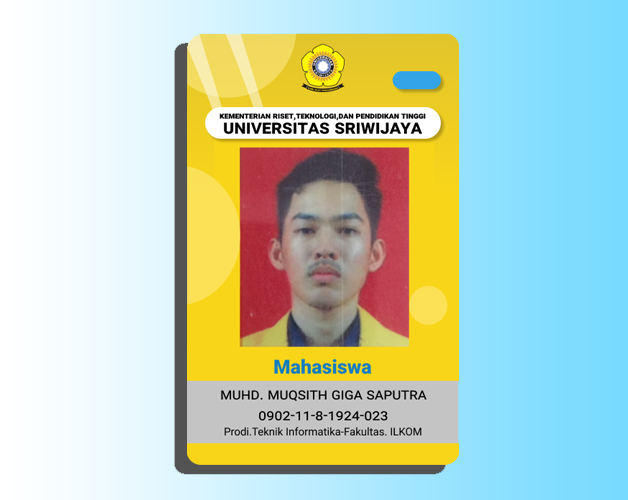 KEMENTERIAN RISET,TEKNOLOGI,DAN PENDIDIKAN TINGGI
UNIVERSITAS SRIWIJAYA
Mahasiswa
MUHD. MUQSITH GIGA SAPUTRA
0902-11-8-1924-023
Prodi.Teknik Informatika-Fakultas. ILKOM